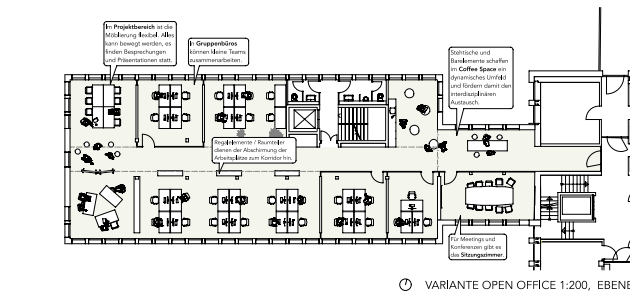 Im Projektbereich ist die
Möblierung flexibel. Alles
kann bewegt werden, es
finden Besprechungen
und Präsentationen statt.
In Gruppenbüros
können kleine Teams
zusammenarbeiten.
Stehtische und
Barelemente schaffen
im Coffee Space ein
dynamisches Umfeld
und fördern damit den
interdisziplinären
Austausch.
Regalelemente / Raumteiler
dienen der Abschirmung der
Arbeitsplätze zum Korridor hin.
Für Meetings und
Konferenzen gibt es
das Sitzungszimmer.
VARIANTE OPEN OFFICE 1:200, EBENE